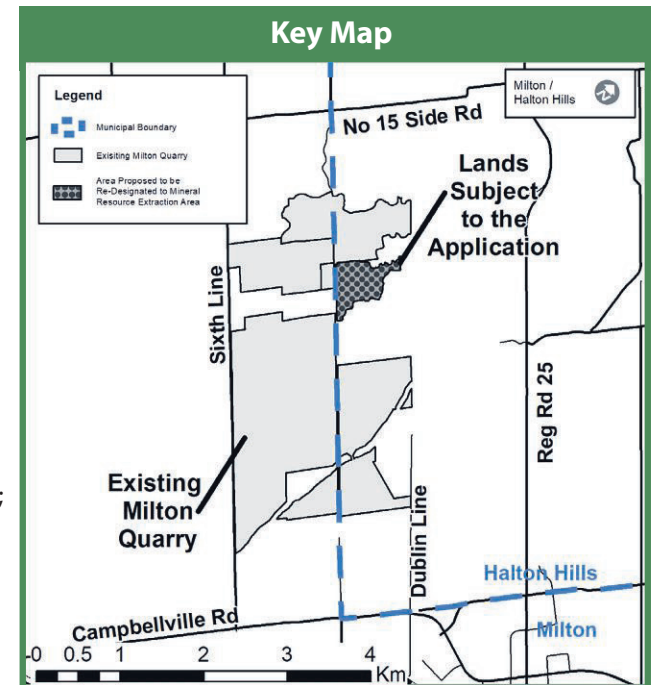 Key Map
Legend
Municipal Boundary
Exisiting Milton Quarry
Area Proposed to be
Re-Designated to Mineral
Resource Extraction Area
Milton /
Halton Hills
No 15 Side Rd
Lands
Subject
to the
Application
Sixth Line
Reg Rd 25
Existing
Milton
Quarry
Dublin Line
Halton Hills
Milton
Campbellville Rd
0 0.5 1 2 3 4
Km
;